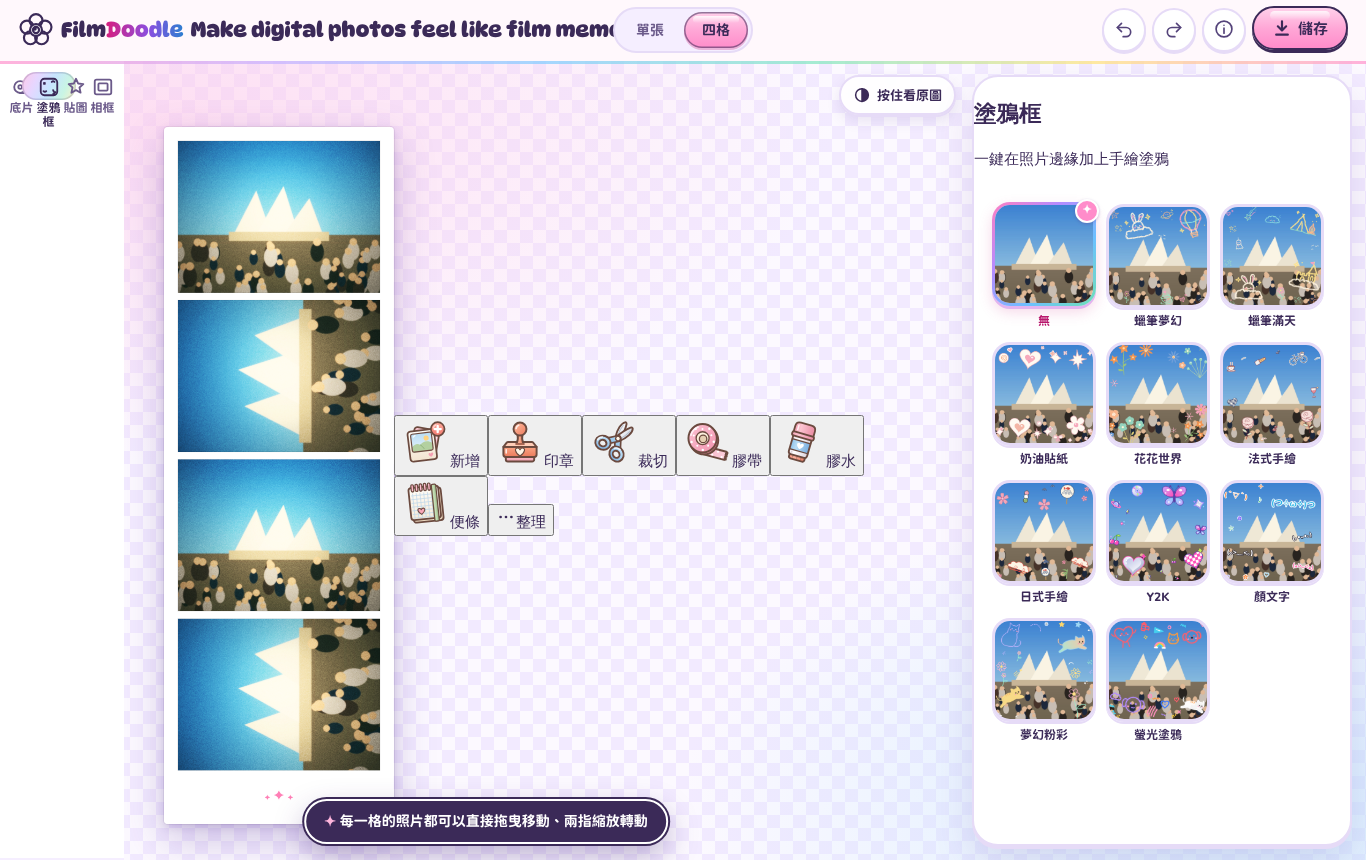 FilmDoodle Make digital photos feel like film mem
單張
四格
儲存
底片
塗鴉框
貼圖
相框
按住看原圖
新增
印章
裁切
膠帶
膠水
便條
整理
每一格的照片都可以直接拖曳移動、兩指縮放轉動
塗鴉框
一鍵在照片邊緣加上手繪塗鴉
無
蠟筆夢幻
蠟筆滿天
奶油貼紙
花花世界
法式手繪
日式手繪
Y2K
顏文字
夢幻粉彩
螢光塗鴉